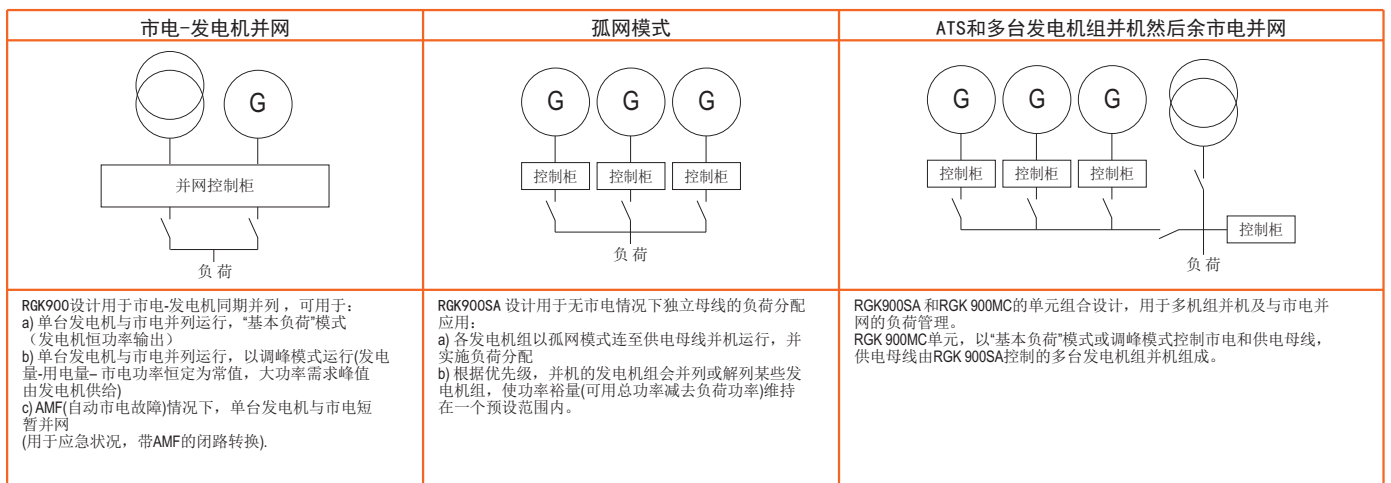 市电-发电机并网
孤网模式
ATS和多台发电机组并机然后余市电并网
G
并网控制柜
负 荷
G G G
控制柜 控制柜 控制柜
负 荷
G G G
控制柜 控制柜 控制柜
控制柜
负 荷
RGK900设计用于市电-发电机同期并列 ，可用于：
a) 单台发电机与市电并列运行，“基本负荷”模式
（发电机恒功率输出）
b) 单台发电机与市电并列运行，以调峰模式运行(发电
量-用电量– 市电功率恒定为常值，大功率需求峰值
由发电机供给)
c) AMF(自动市电故障)情况下，单台发电机与市电短
暂并网
(用于应急状况，带AMF的闭路转换).
RGK900SA 设计用于无市电情况下独立母线的负荷分配
应用：
a) 各发电机组以孤网模式连至供电母线并机运行，并
实施负荷分配
b) 根据优先级，并机的发电机组会并列或解列某些发
电机组，使功率裕量(可用总功率减去负荷功率)维持
在一个预设范围内。
RGK900SA 和RGK 900MC的单元组合设计，用于多机组并机及与市电并
网的负荷管理。
RGK 900MC单元，以“基本负荷”模式或调峰模式控制市电和供电母线，
供电母线由RGK 900SA控制的多台发电机组并机组成。